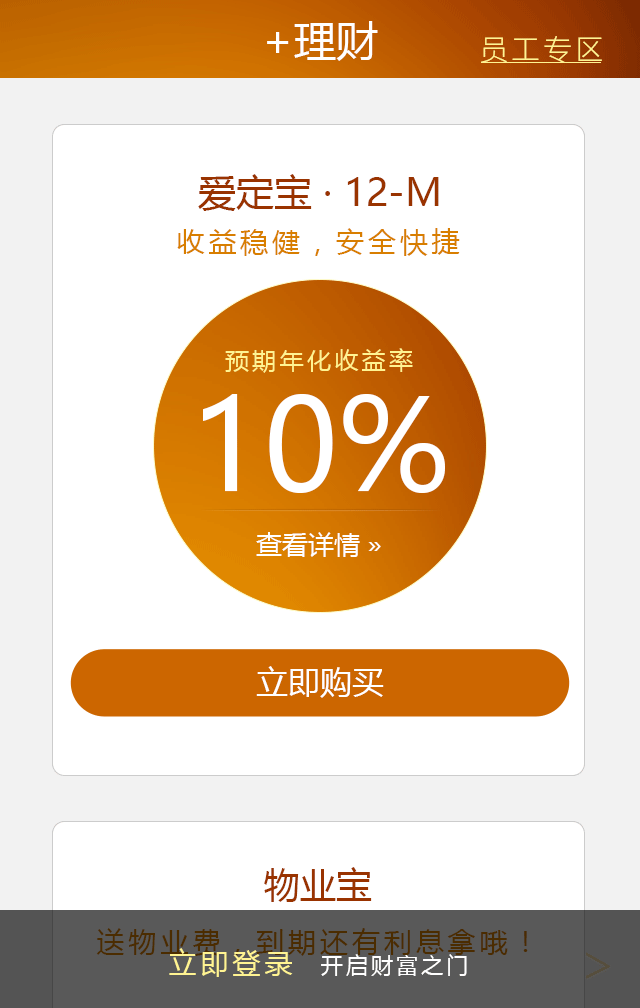 +理财
员工专区
爱定宝 · 12-M
收益稳健，安全快捷
预期年化收益率
10%
查看详情 »
立即购买
物业宝
送物业费 · 到期还有利息拿哦！
立即登录 开启财富之门
>